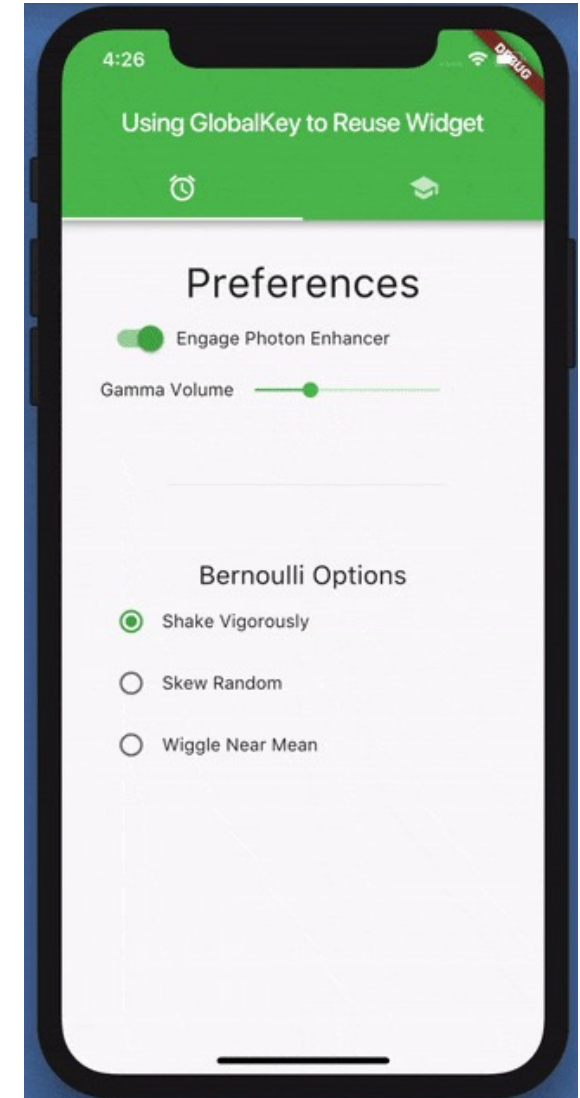 4:26
DEBUG
Using GlobalKey to Reuse Widget
Preferences
Engage Photon Enhancer
Gamma Volume
Bernoulli Options
Shake Vigorously
Skew Random
Wiggle Near Mean